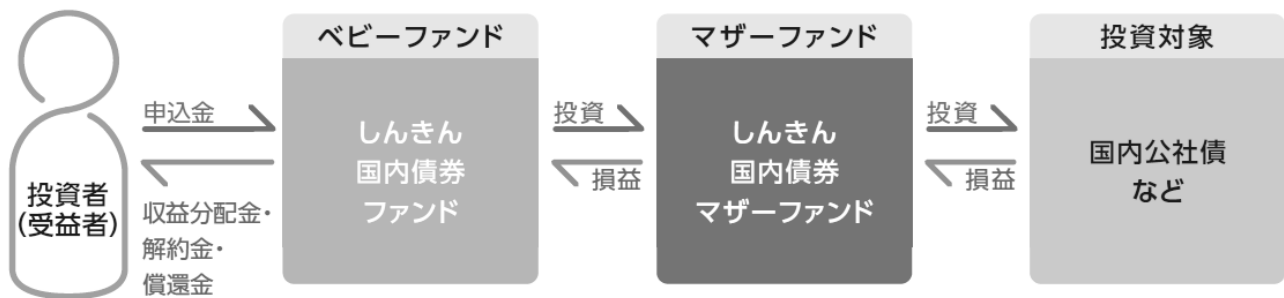 ベビーファンド
マザーファンド
投資対象
申込金
投資
投資
しんきん
国内債券
ファンド
しんきん
国内債券
マザーファンド
国内公社債
など
投資者
(受益者)
収益分配金・
解約金・
償還金
損益
損益